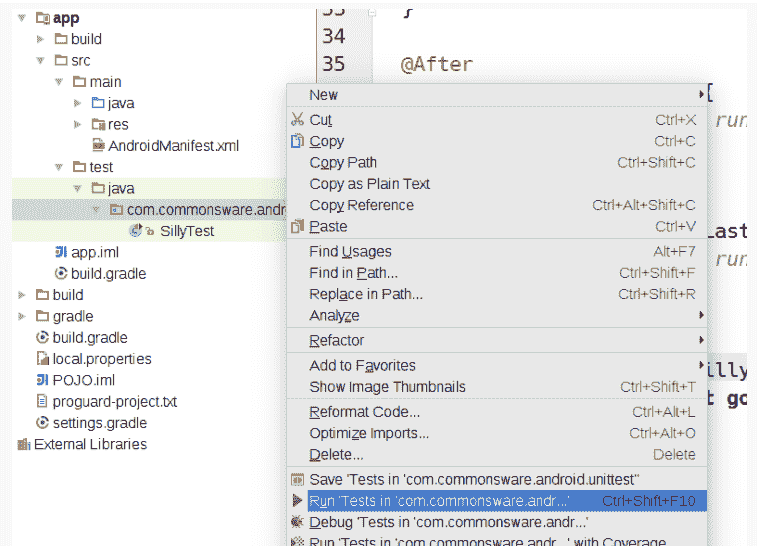 app
build
src
main
java
res
AndroidManifest.xml
test
java
com.commonsware.andr
SillyTest
app.iml
build.gradle
build
gradle
build.gradle
local.properties
POJO.iml
proguard-project.txt
settings.gradle
External Libraries
33 }
34
35 @After
{
run
Last
run
illy
t go
New
Cut Ctrl+X
Copy Ctrl+C
Copy Path Ctrl+Shift+C
Copy as Plain Text
Copy Reference Ctrl+Alt+Shift+C
Paste Ctrl+V
Find Usages Alt+F7
Find in Path... Ctrl+Shift+F
Replace in Path... Ctrl+Shift+R
Analyze
Refactor
Add to Favorites
Show Image Thumbnails Ctrl+Shift+T
Reformat Code... Ctrl+Alt+L
Optimize Imports... Ctrl+Alt+O
Delete... Delete
Save 'Tests in 'com.commonsware.android.unittest''
Run 'Tests in 'com.commonsware.andr...' Ctrl+Shift+F10
Debug 'Tests in 'com.commonsware.andr...'
Run 'Tests in 'com.commonsware.andr...' with Coverage